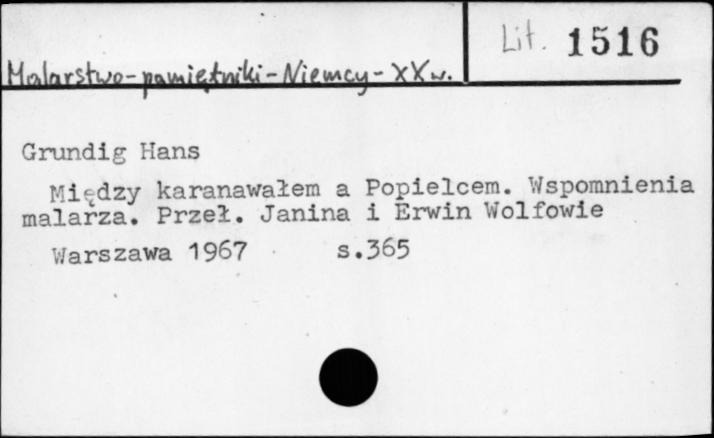 Lit. 1516
Malarstwo-pamiętniki-Niemcy-XXw.
Grundig Hans
Między karanawałem a Popielcem. Wspomnienia
malarza. Przeł. Janina i Erwin Wolfowie
Warszawa 1967 s.365